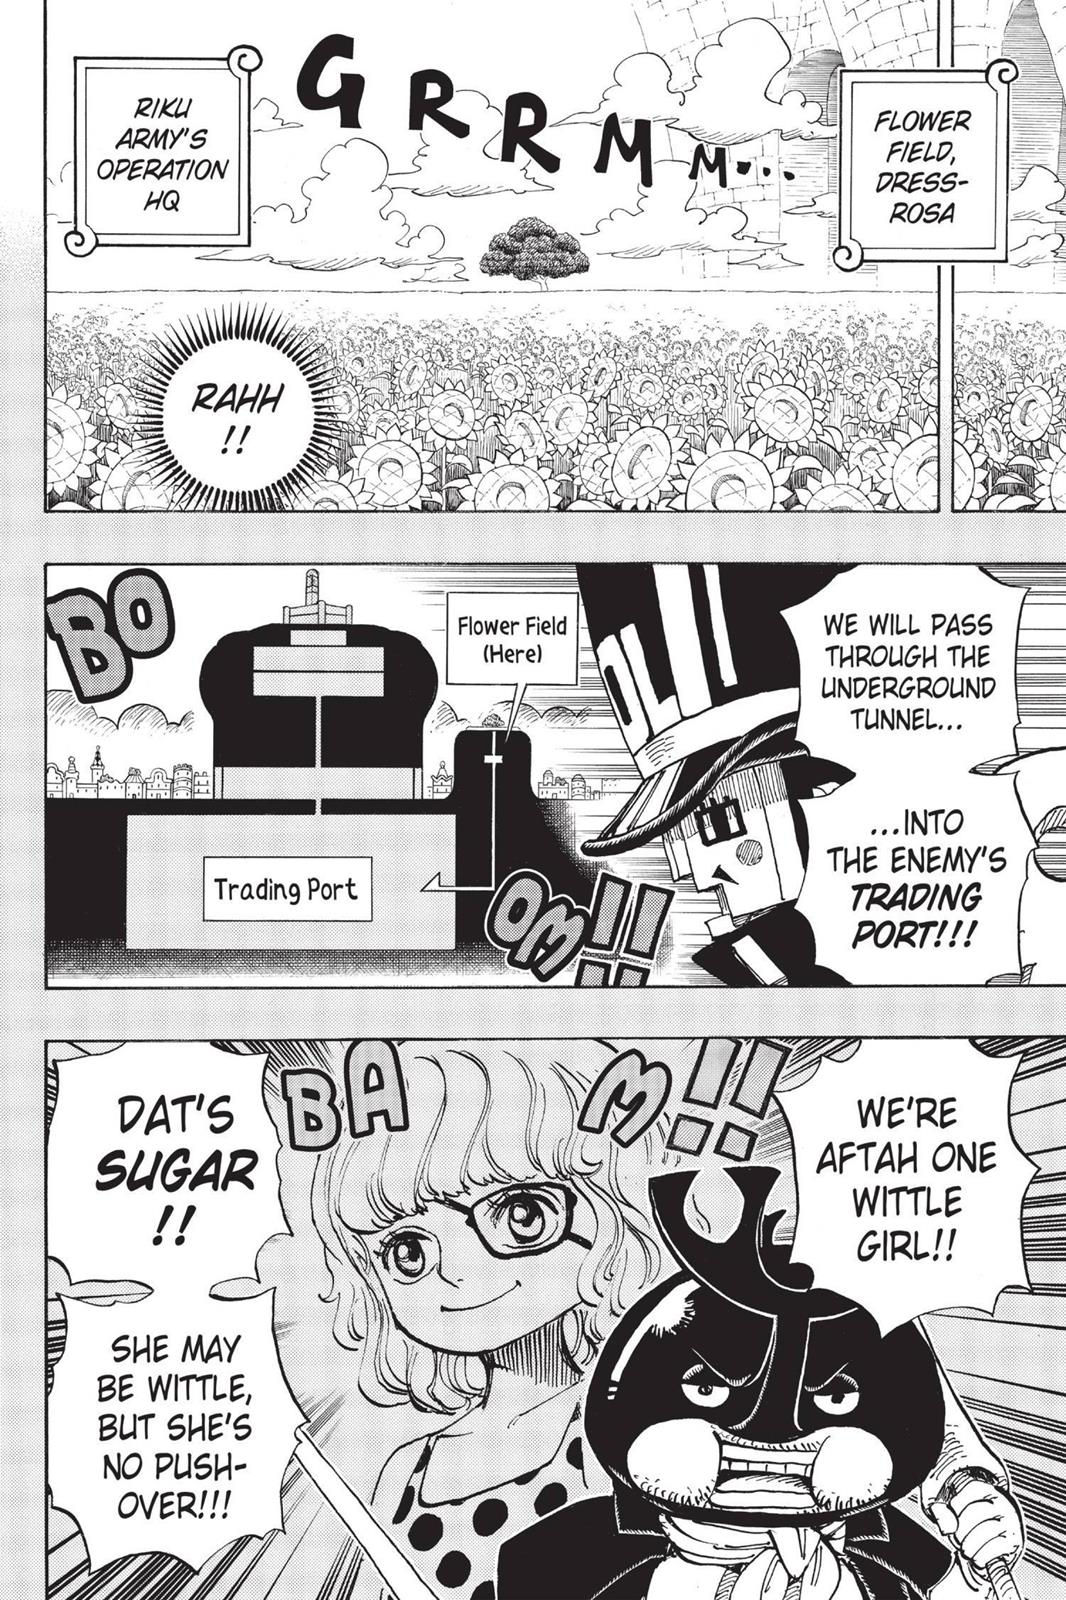 FLOWER
FIELD,
DRESS-
ROSA
GRRMM...
RIKU
ARMY'S
OPERATION
HQ
RAHH
!!
WE WILL PASS
THROUGH THE
UNDERGROUND
TUNNEL...
...INTO
THE ENEMY'S
TRADING
PORT!!!
Flower Field
(Here)
Trading Port
BO
OM!!
WE'RE
AFTAH ONE
WITTLE
GIRL!!
BA
M!!
DAT'S
SUGAR
!!
SHE MAY
BE WITTLE,
BUT SHE'S
NO PUSH-
OVER!!!